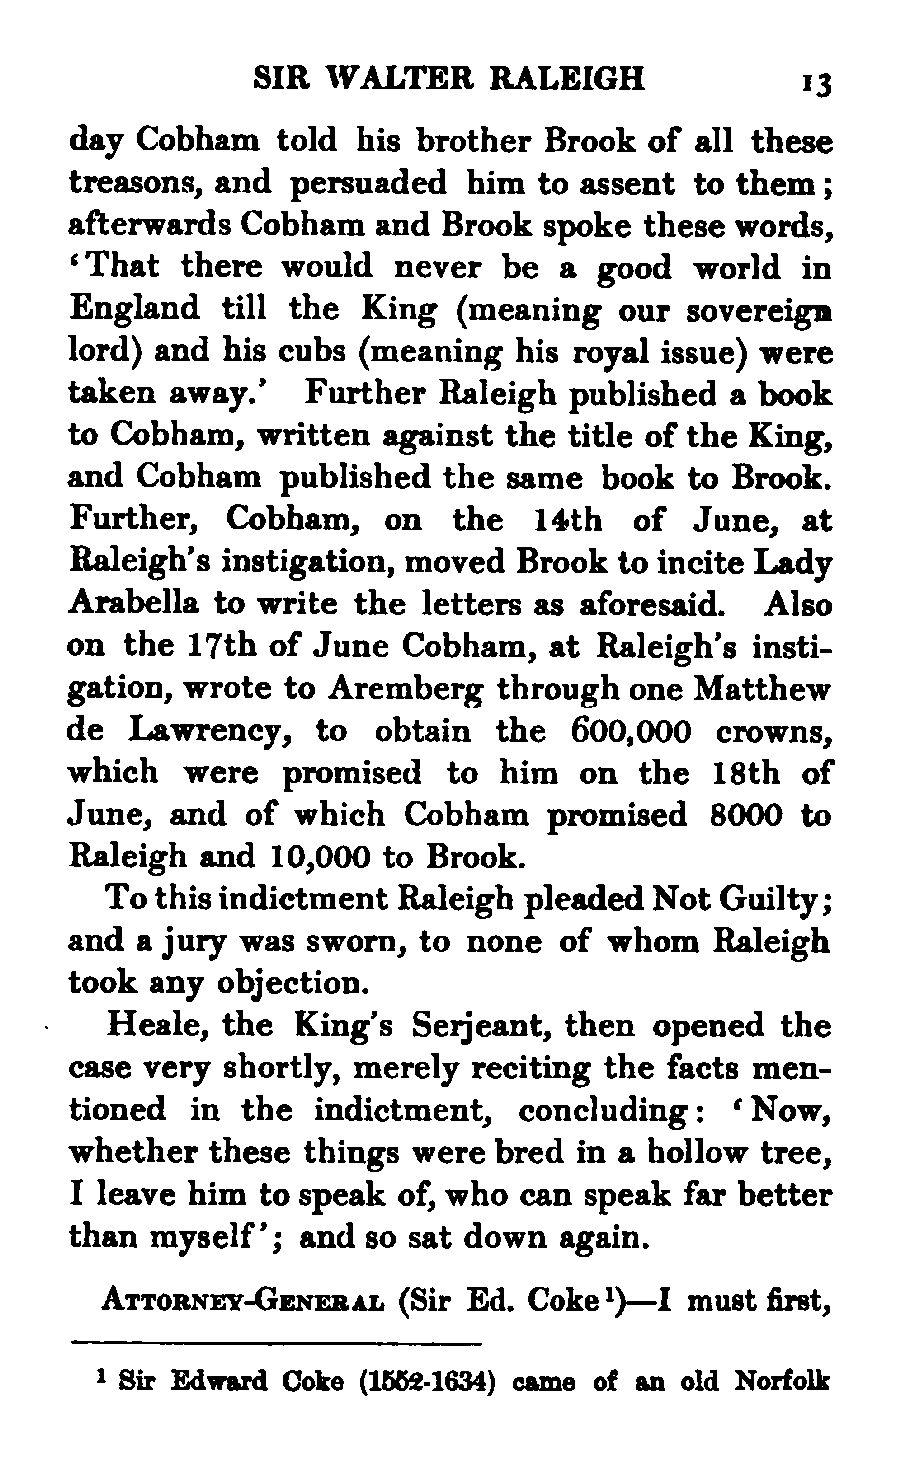 SIR WALTER RALEIGH 13
day Cobham told his brother Brook of all these
treasons, and persuaded him to assent to them;
afterwards Cobham and Brook spoke these words,
‘That there would never be a good world in
England till the King (meaning our sovereign
lord) and his cubs (meaning his royal issue) were
taken away.’ Further Raleigh published a book
to Cobham, written against the title of the King,
and Cobham published the same book to Brook.
Further, Cobham, on the 14th of June, at
Raleigh's instigation, moved Brook to incite Lady
Arabella to write the letters as aforesaid. Also
on the 17th of June Cobham, at Raleigh's insti-
gation, wrote to Aremberg through one Matthew
de Lawrency, to obtain the 600,000 crowns,
which were promised to him on the 18th of
June, and of which Cobham promised 8000 to
Raleigh and 10,000 to Brook.
To this indictment Raleigh pleaded Not Guilty;
and a jury was sworn, to none of whom Raleigh
took any objection.
Heale, the King's Serjeant, then opened the
case very shortly, merely reciting the facts men-
tioned in the indictment, concluding: ‘Now,
whether these things were bred in a hollow tree,
I leave him to speak of, who can speak far better
than myself’; and so sat down again.
ATTORNEY-GENERAL (Sir Ed. Coke¹)—I must first,
¹ Sir Edward Coke (1552-1634) came of an old Norfolk